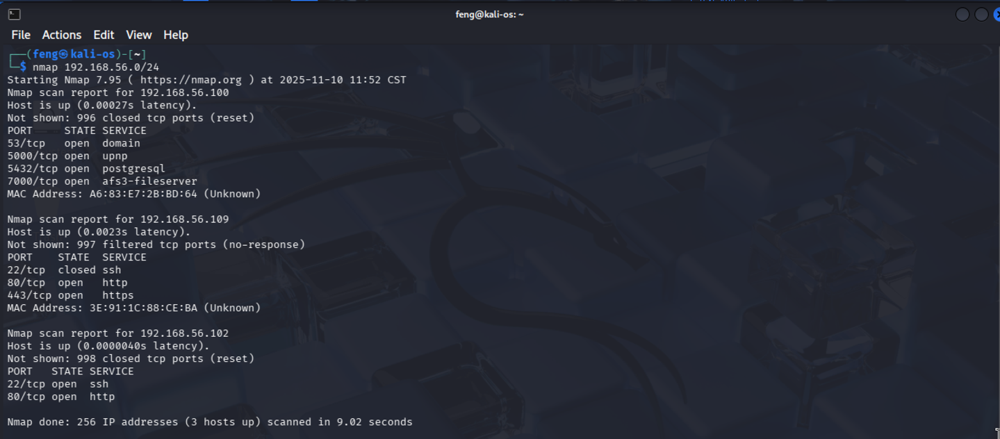 feng@kali-os: ~
File Actions Edit View Help
┌──(feng㉿kali-os)-[~]
└─$ nmap 192.168.56.0/24
Starting Nmap 7.95 ( https://nmap.org ) at 2025-11-10 11:52 CST
Nmap scan report for 192.168.56.100
Host is up (0.00027s latency).
Not shown: 996 closed tcp ports (reset)
PORT     STATE SERVICE
53/tcp   open  domain
5000/tcp open  upnp
5432/tcp open  postgresql
7000/tcp open  afs3-fileserver
MAC Address: A6:83:E7:2B:BD:64 (Unknown)

Nmap scan report for 192.168.56.109
Host is up (0.0023s latency).
Not shown: 997 filtered tcp ports (no-response)
PORT    STATE  SERVICE
22/tcp  closed ssh
80/tcp  open   http
443/tcp open   https
MAC Address: 3E:91:1C:88:CE:BA (Unknown)

Nmap scan report for 192.168.56.102
Host is up (0.0000040s latency).
Not shown: 998 closed tcp ports (reset)
PORT   STATE SERVICE
22/tcp open  ssh
80/tcp open  http

Nmap done: 256 IP addresses (3 hosts up) scanned in 9.02 seconds